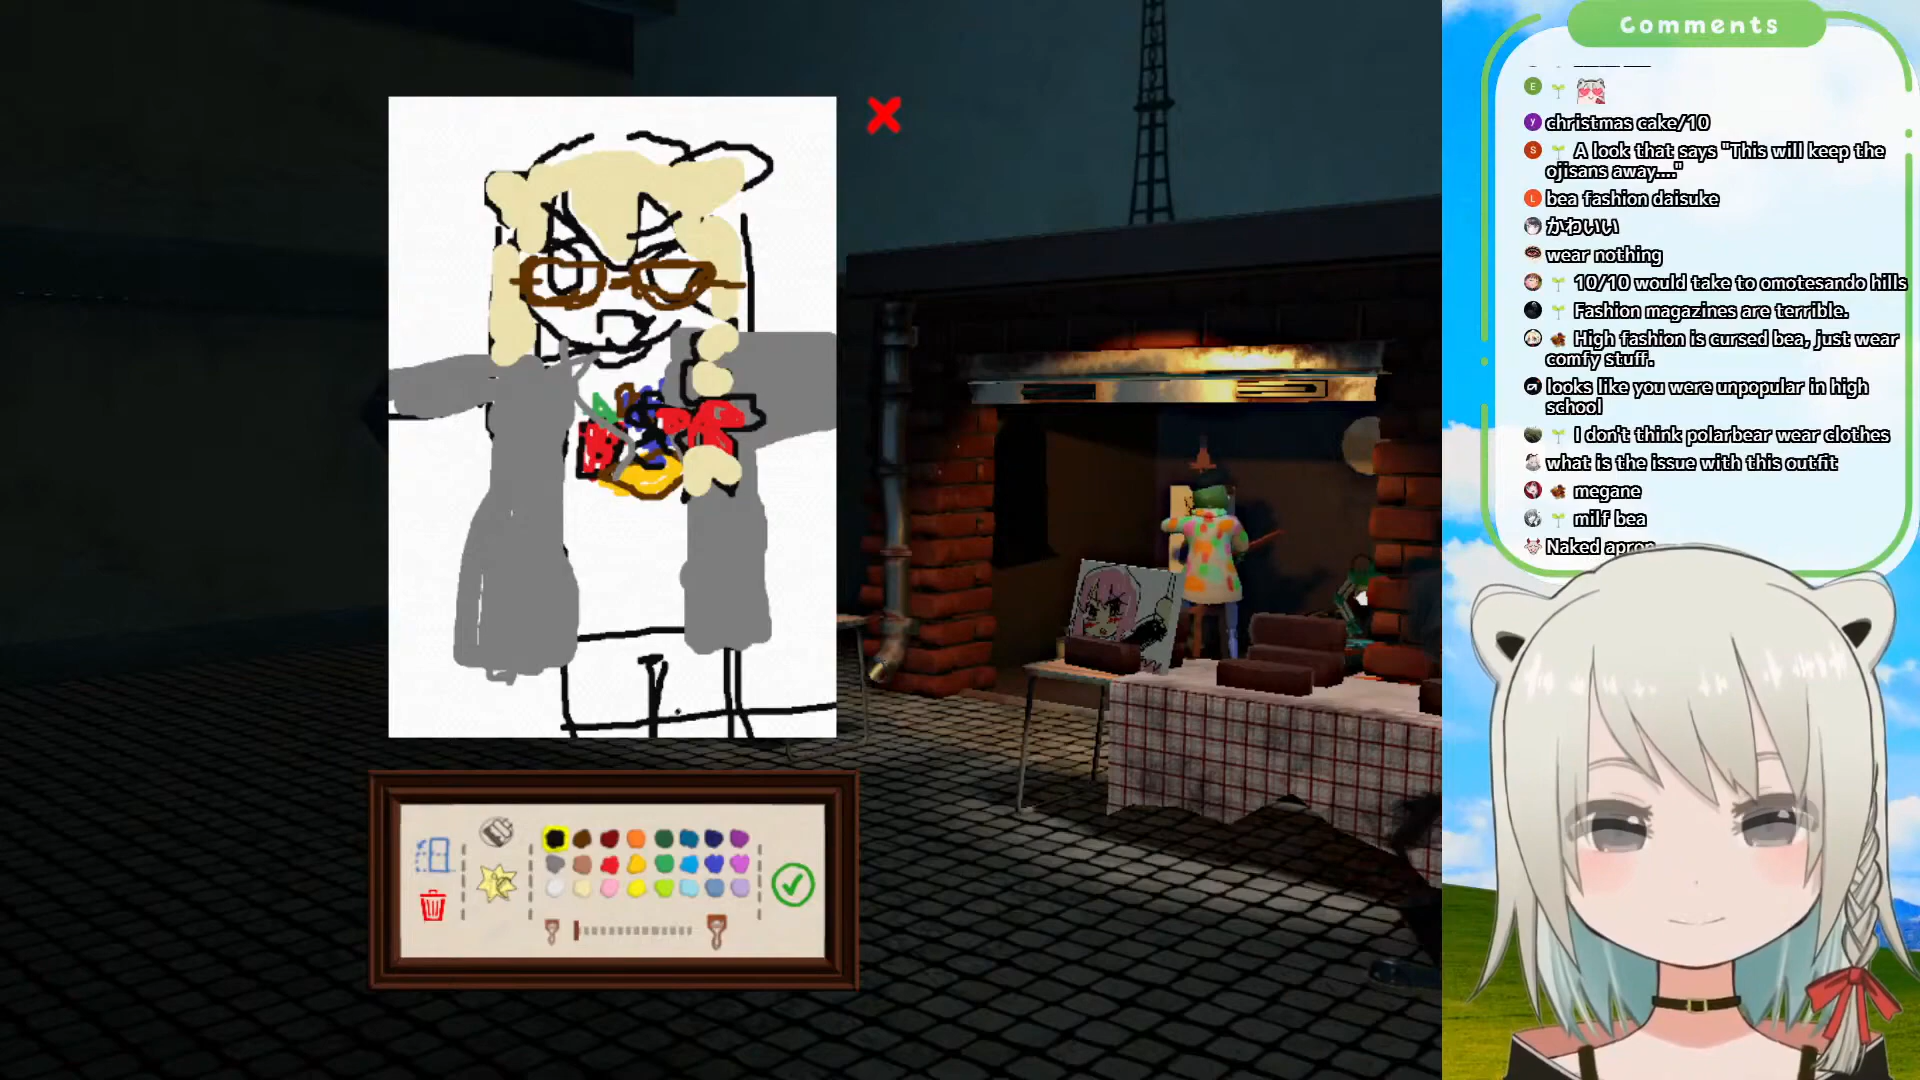 Comments
christmas cake/10
A look that says "This will keep the
ojisans away...."
bea fashion daisuke
かわいい
wear nothing
10/10 would take to omotesando hills
Fashion magazines are terrible.
High fashion is cursed bea, just wear
comfy stuff.
looks like you were unpopular in high
school
I don't think polarbear wear clothes
what is the issue with this outfit
megane
milf bea
Naked apron